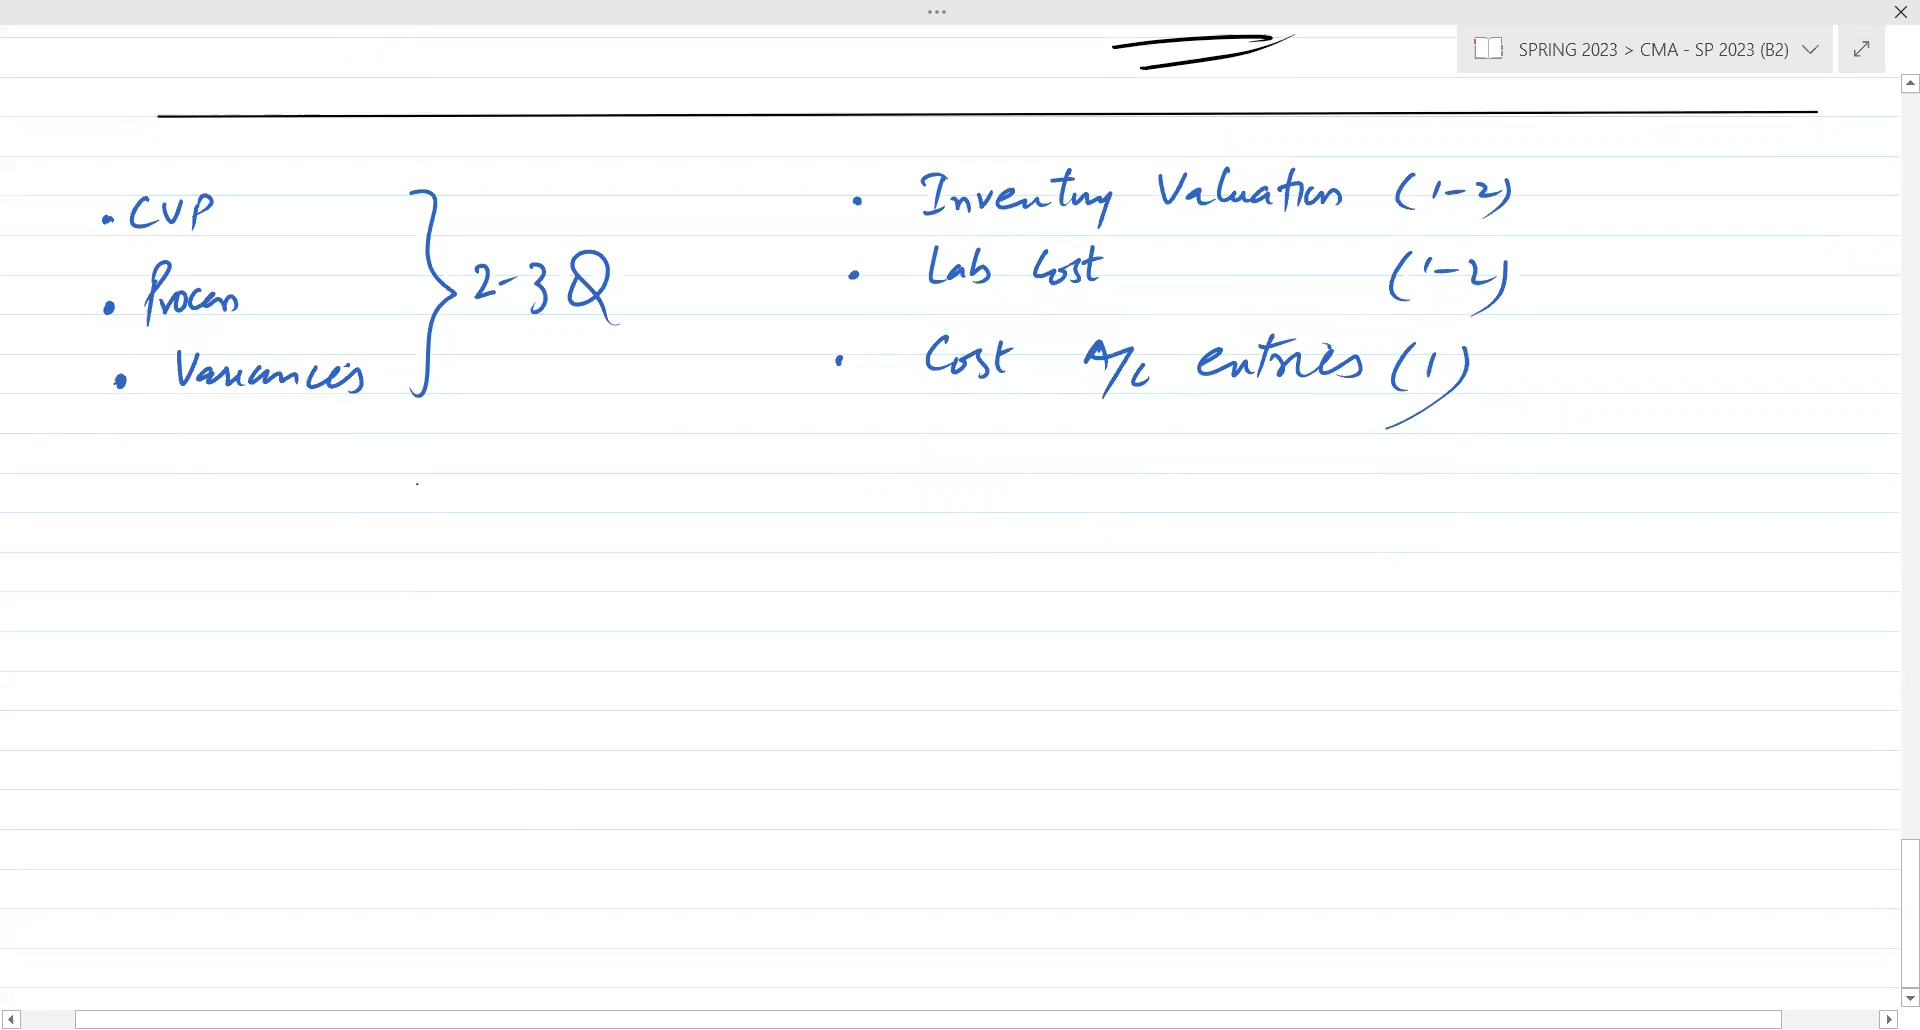 SPRING 2023 > CMA - SP 2023 (B2)
• CVP
• Process
• Variances
2-3 Q
• Inventory Valuation (1-2)
• Lab Cost (1-2)
• Cost A/C entries (1)